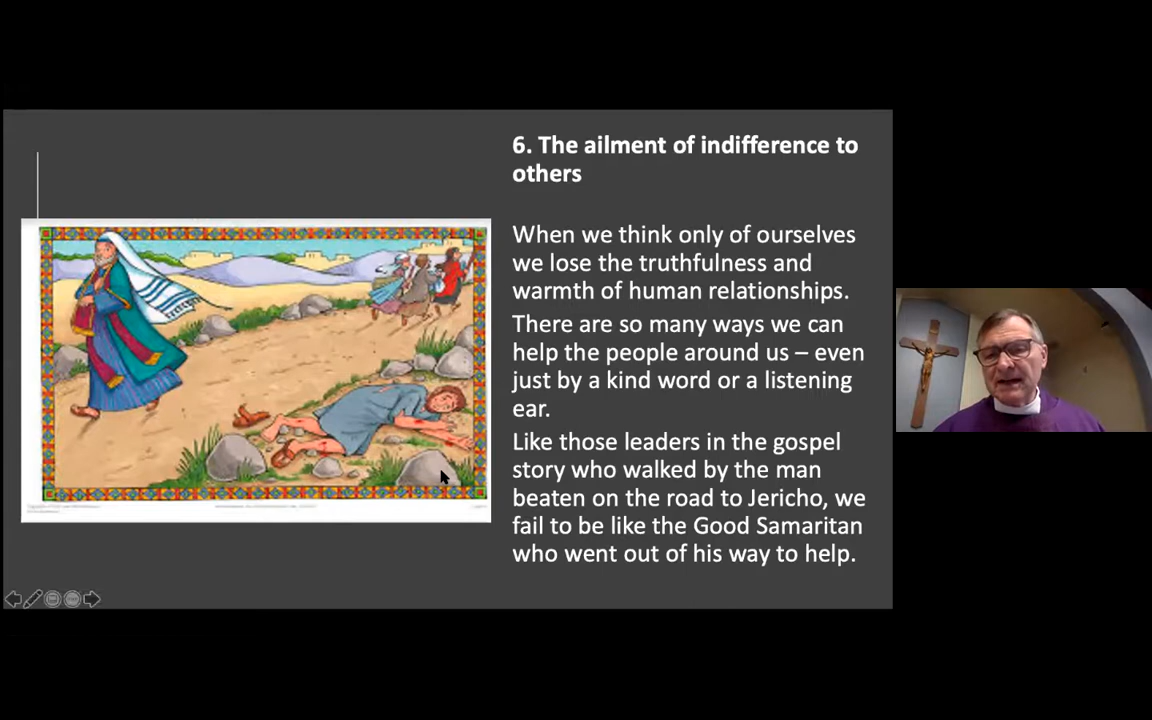 6. The ailment of indifference to
others
When we think only of ourselves
we lose the truthfulness and
warmth of human relationships.
There are so many ways we can
help the people around us – even
just by a kind word or a listening
ear.
Like those leaders in the gospel
story who walked by the man
beaten on the road to Jericho, we
fail to be like the Good Samaritan
who went out of his way to help.